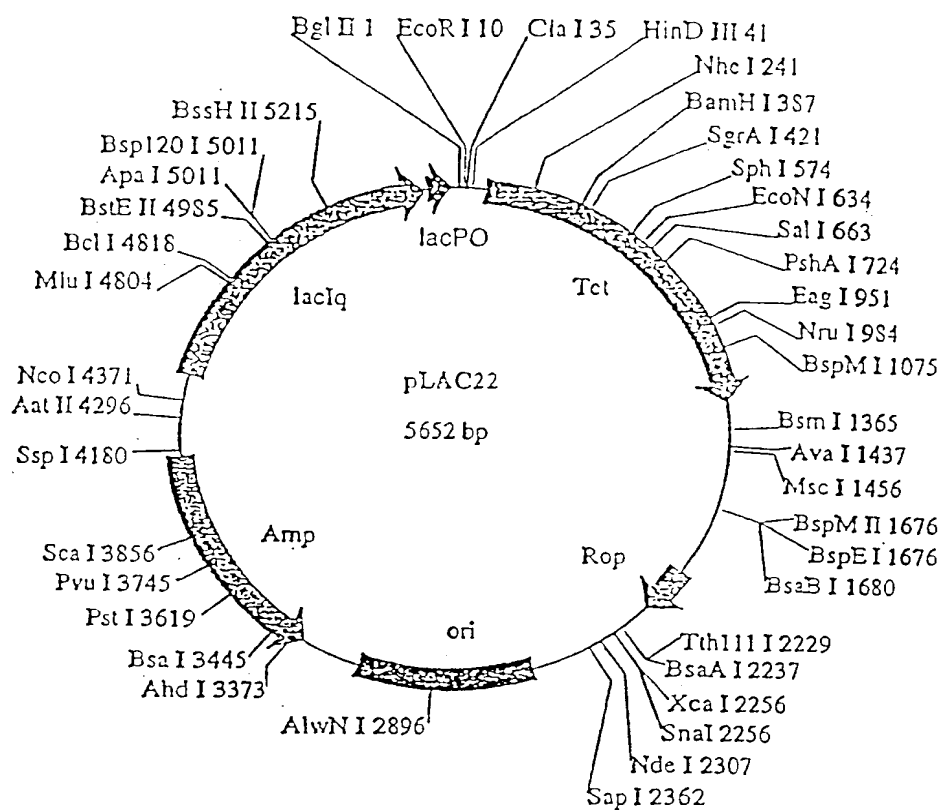 Bgl II 1
EcoR I 10
Cla I 35
HinD III 41
Nhe I 241
BamH I 387
SgrA I 421
Sph I 574
EcoN I 634
Sal I 663
PshA I 724
Eag I 951
Nru I 984
BspM I 1075
Bsm I 1365
Ava I 1437
Msc I 1456
BspM II 1676
BspE I 1676
BsaB I 1680
Tth111 I 2229
BsaA I 2237
Xca I 2256
SnaI 2256
Nde I 2307
Sap I 2362
AlwN I 2896
Ahd I 3373
Bsa I 3445
Pst I 3619
Pvu I 3745
Sca I 3856
Ssp I 4180
Aat II 4296
Nco I 4371
Mlu I 4804
Bcl I 4818
BstE II 4985
Apa I 5011
Bsp120 I 5011
BssH II 5215
lacPO
lacIq
Tet
pLAC22
5652 bp
Amp
Rop
ori